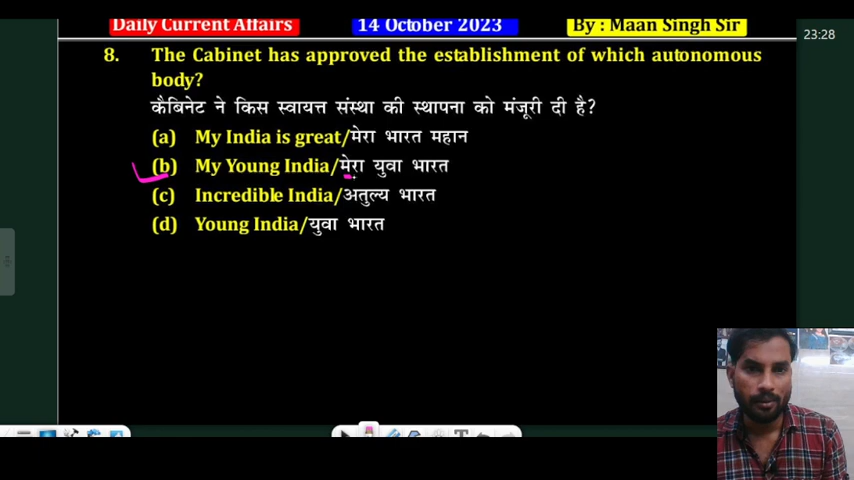 Daily Current Affairs 14 October 2023 By : Maan Singh Sir
23:28
8. The Cabinet has approved the establishment of which autonomous
body?
कैबिनेट ने किस स्वायत्त संस्था की स्थापना को मंजूरी दी है?
(a) My India is great/मेरा भारत महान
(b) My Young India/मेरा युवा भारत
(c) Incredible India/अतुल्य भारत
(d) Young India/युवा भारत